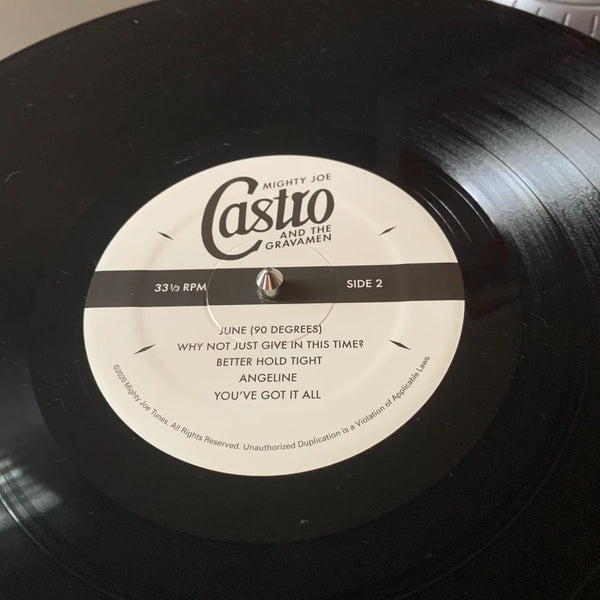 MIGHTY JOE
Castro
AND THE
GRAVAMEN
33 1/3 RPM
SIDE 2
JUNE (90 DEGREES)
WHY NOT JUST GIVE IN THIS TIME?
BETTER HOLD TIGHT
ANGELINE
YOU'VE GOT IT ALL
©2020 Mighty Joe Tunes. All Rights Reserved. Unauthorized Duplication is a Violation of Applicable Laws.